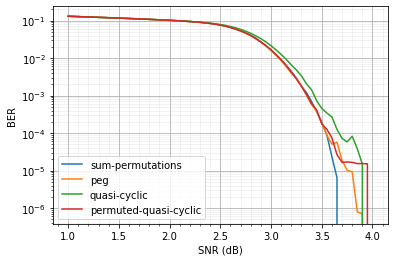 BER
10⁻¹
10⁻²
10⁻³
10⁻⁴
10⁻⁵
10⁻⁶
sum-permutations
peg
quasi-cyclic
permuted-quasi-cyclic
1.0 1.5 2.0 2.5 3.0 3.5 4.0
SNR (dB)